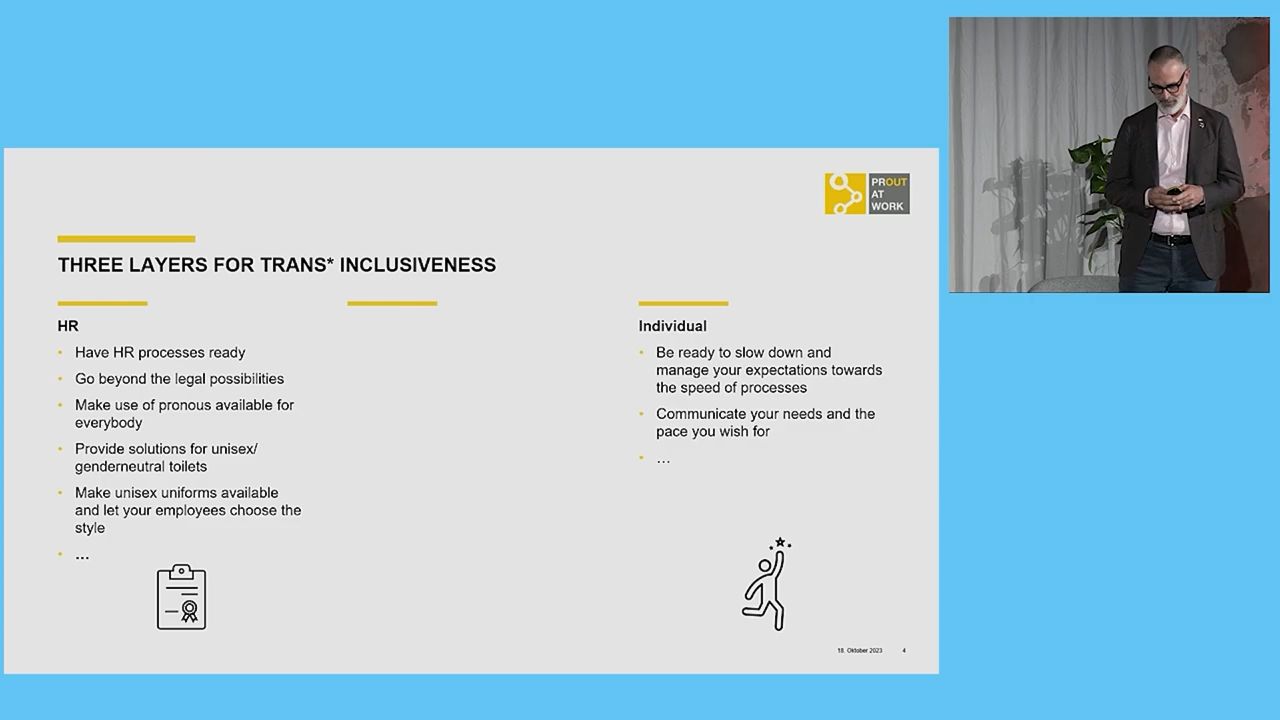 PROUT
AT
WORK
THREE LAYERS FOR TRANS* INCLUSIVENESS
HR
• Have HR processes ready
• Go beyond the legal possibilities
• Make use of pronous available for
everybody
• Provide solutions for unisex/
genderneutral toilets
• Make unisex uniforms available
and let your employees choose the
style
• ...
Individual
• Be ready to slow down and
manage your expectations towards
the speed of processes
• Communicate your needs and the
pace you wish for
• ...
18. Oktober 2023
4